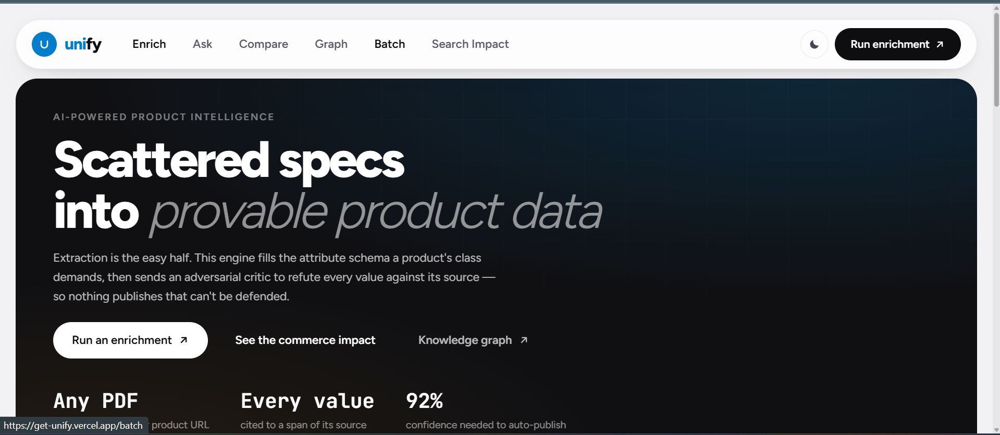 U unify Enrich Ask Compare Graph Batch Search Impact Run enrichment
AI-POWERED PRODUCT INTELLIGENCE
Scattered specs
into provable product data
Extraction is the easy half. This engine fills the attribute schema a product's class
demands, then sends an adversarial critic to refute every value against its source —
so nothing publishes that can't be defended.
Run an enrichment See the commerce impact Knowledge graph
Any PDF Every value 92%
product URL cited to a span of its source confidence needed to auto-publish
https://get-unify.vercel.app/batch